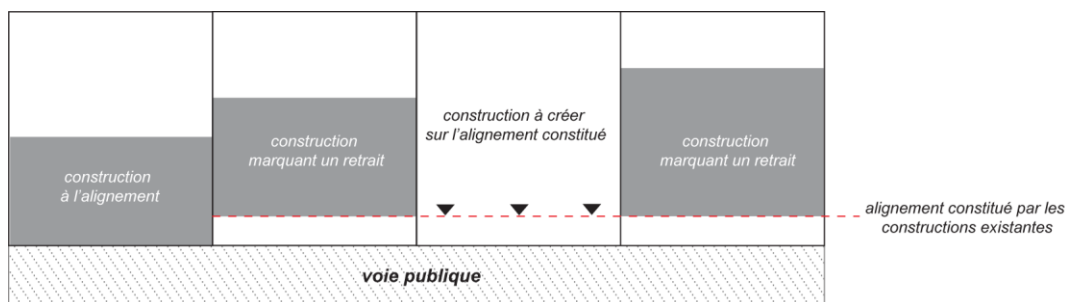 construction
à l'alignement
construction
marquant un retrait
construction à créer
sur l'alignement constitué
construction
marquant un retrait
alignement constitué par les
constructions existantes
voie publique